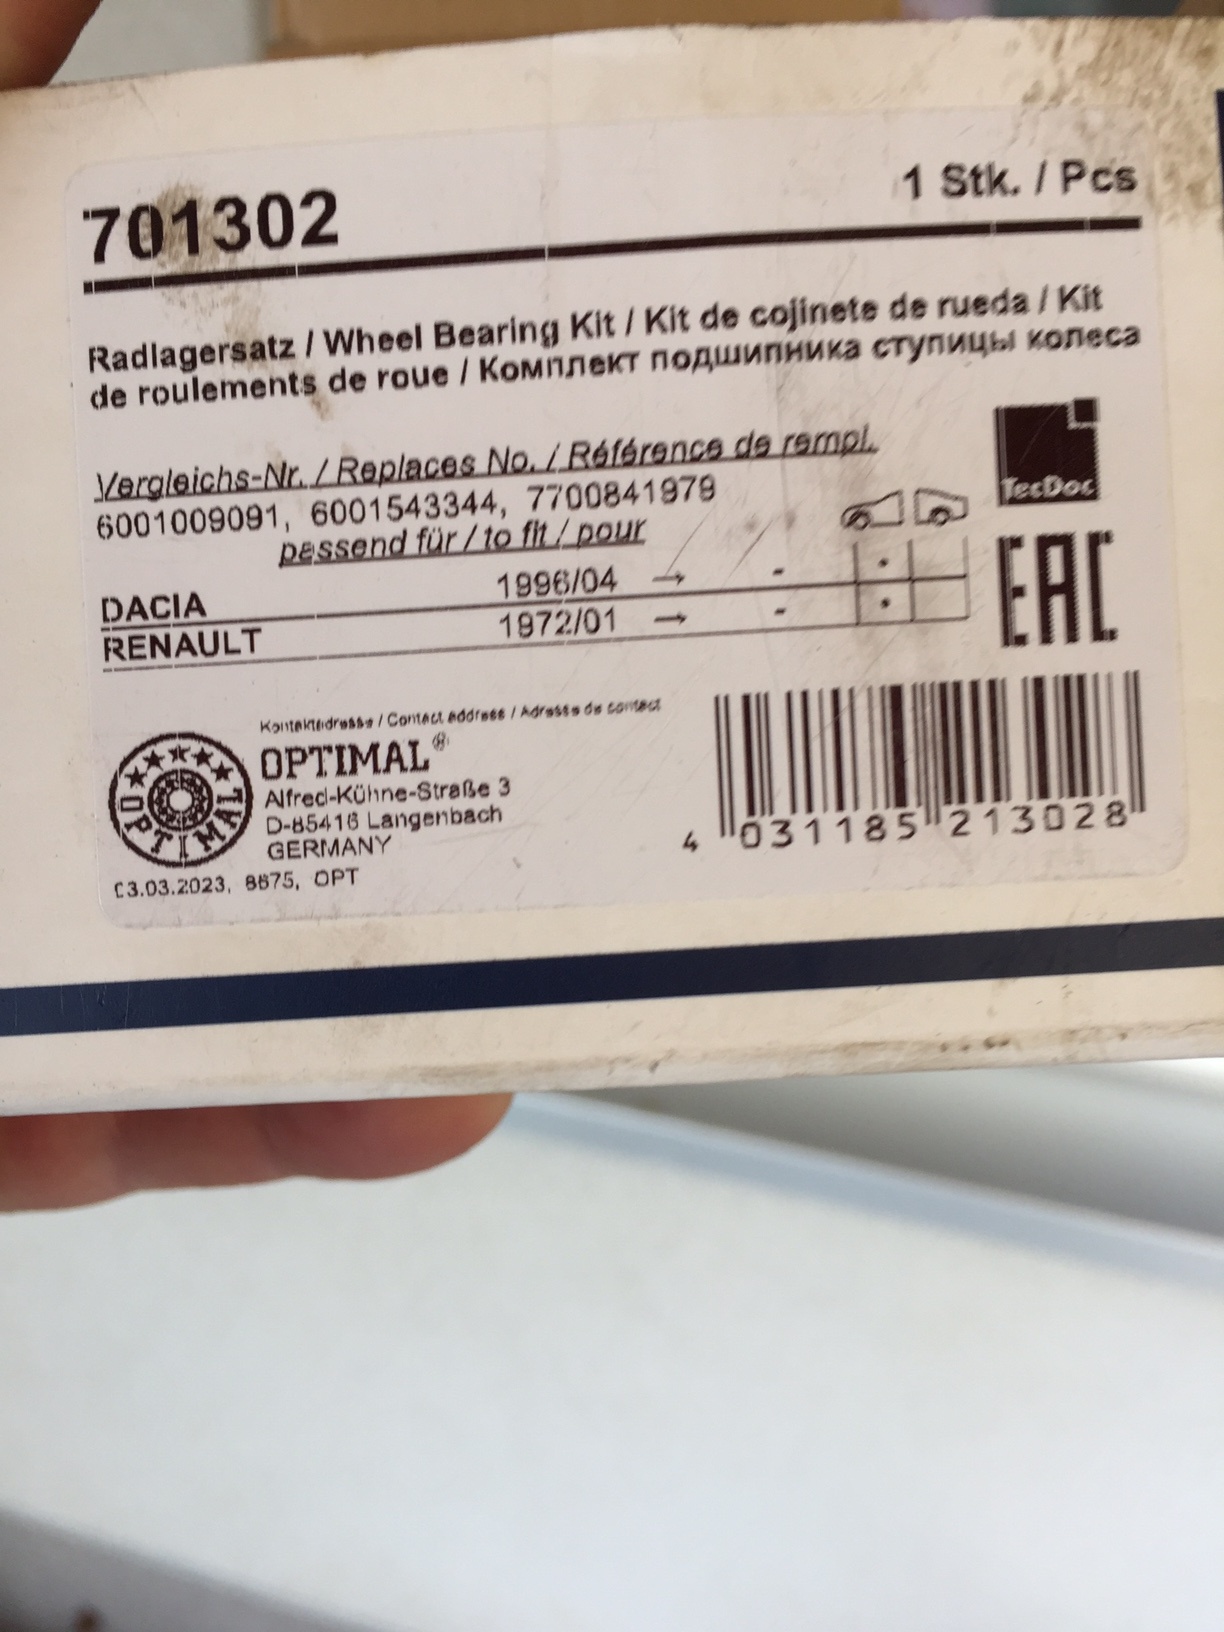 701302
1 Stk. / Pcs
Radlagersatz / Wheel Bearing Kit / Kit de cojinete de rueda / Kit
de roulements de roue / Комплект подшипника ступицы колеса
Vergleichs-Nr. / Replaces No. / Référence de rempl.
6001009091, 6001543344, 7700841979
passend für / to fit / pour
DACIA 1996/04 → -
RENAULT 1972/01 → -
TecDoc
EAC
Kontaktadresse / Contact address / Adresse de contact
OPTIMAL®
Alfred-Kühne-Straße 3
D-85416 Langenbach
GERMANY
OPTIMAL
03.03.2023, 8675, OPT
4 031185 213028